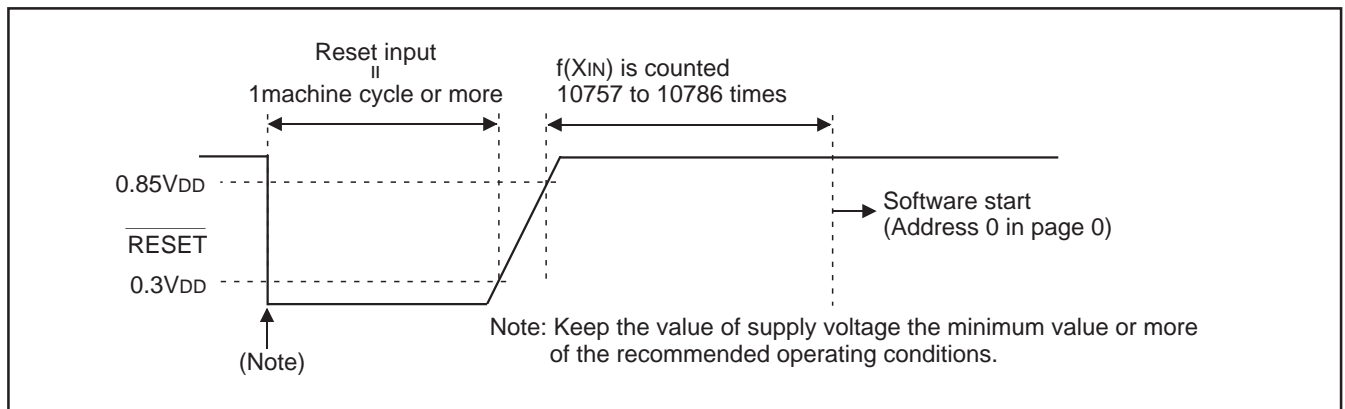 Reset input
=
1machine cycle or more
f(XIN) is counted
10757 to 10786 times
0.85VDD
RESET
0.3VDD
Software start
(Address 0 in page 0)
(Note)
Note: Keep the value of supply voltage the minimum value or more
of the recommended operating conditions.